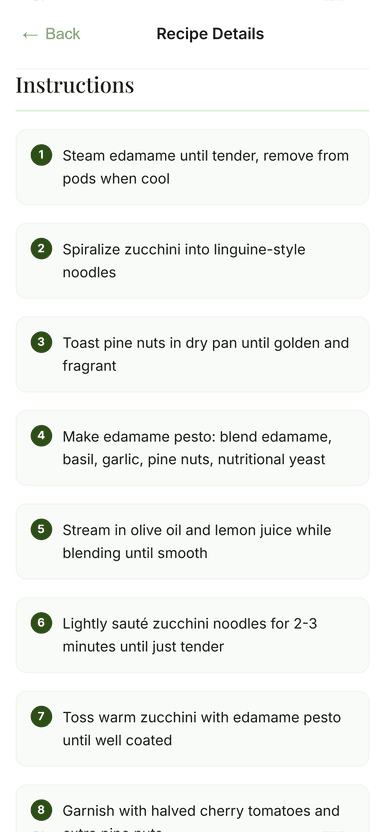 ← Back
Recipe Details
Instructions
1
Steam edamame until tender, remove from
pods when cool
2
Spiralize zucchini into linguine-style
noodles
3
Toast pine nuts in dry pan until golden and
fragrant
4
Make edamame pesto: blend edamame,
basil, garlic, pine nuts, nutritional yeast
5
Stream in olive oil and lemon juice while
blending until smooth
6
Lightly sauté zucchini noodles for 2-3
minutes until just tender
7
Toss warm zucchini with edamame pesto
until well coated
8
Garnish with halved cherry tomatoes and
extra pine nuts